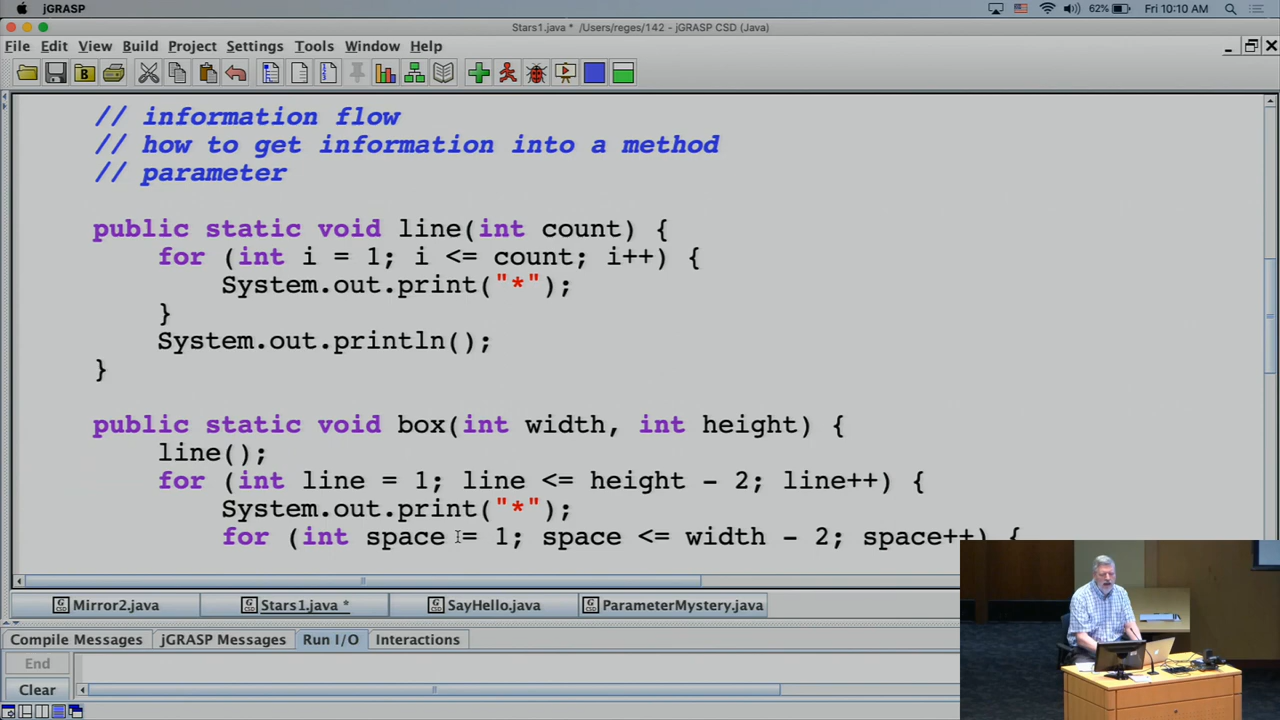 jGRASP 62% Fri 10:10 AM
Stars1.java * /Users/reges/142 - jGRASP CSD (Java)
File Edit View Build Project Settings Tools Window Help
B
// information flow
// how to get information into a method
// parameter
public static void line(int count) {
for (int i = 1; i <= count; i++) {
System.out.print("*");
}
System.out.println();
}
public static void box(int width, int height) {
line();
for (int line = 1; line <= height - 2; line++) {
System.out.print("*");
for (int space = 1; space <= width - 2; space++) {
Mirror2.java Stars1.java * SayHello.java ParameterMystery.java
Compile Messages jGRASP Messages Run I/O Interactions
End
Clear